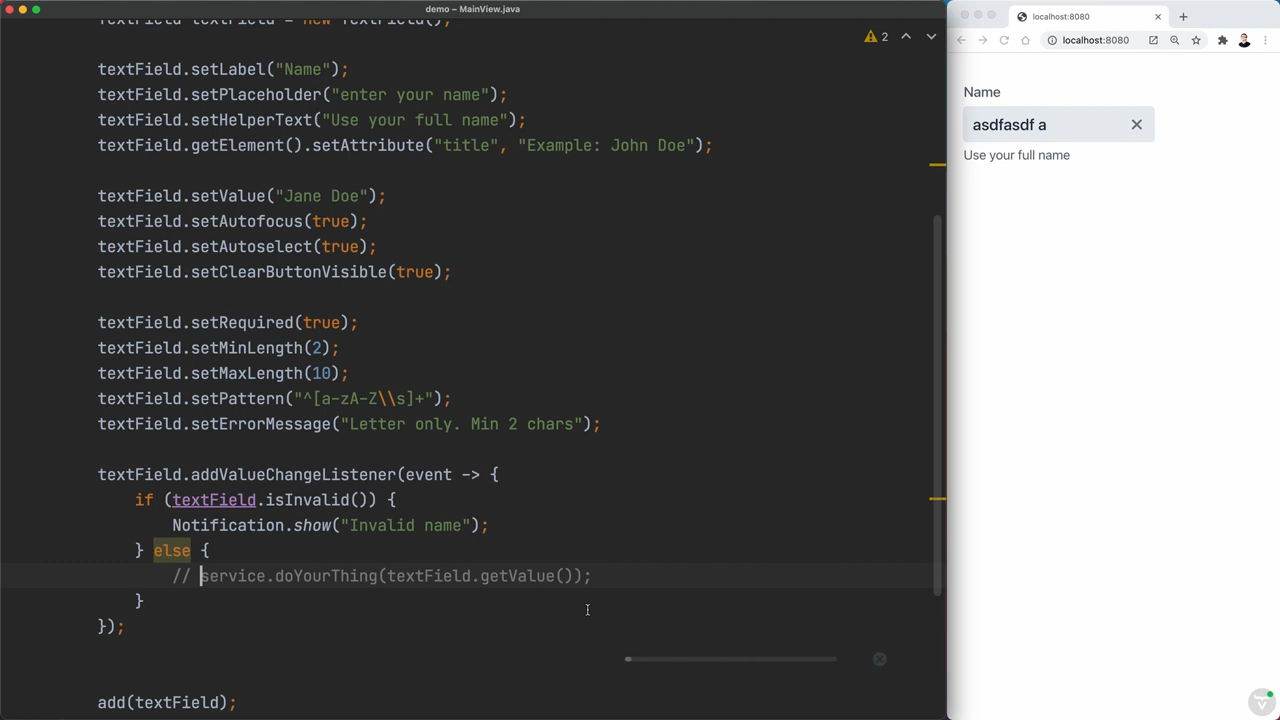 demo – MainView.java
textField.setLabel("Name");
textField.setPlaceholder("enter your name");
textField.setHelperText("Use your full name");
textField.getElement().setAttribute("title", "Example: John Doe");
textField.setValue("Jane Doe");
textField.setAutofocus(true);
textField.setAutoselect(true);
textField.setClearButtonVisible(true);
textField.setRequired(true);
textField.setMinLength(2);
textField.setMaxLength(10);
textField.setPattern("^[a-zA-Z\\s]+");
textField.setErrorMessage("Letter only. Min 2 chars");
textField.addValueChangeListener(event -> {
if (textField.isInvalid()) {
Notification.show("Invalid name");
} else {
// service.doYourThing(textField.getValue());
}
});
add(textField);
2
localhost:8080
localhost:8080
Name
asdfasdf a
Use your full name